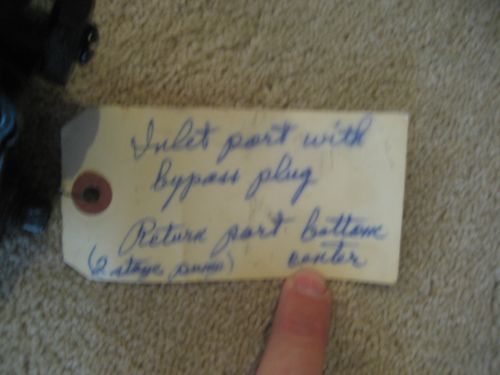 Inlet port with
bypass plug
Return port bottom
(2 stage pump) center